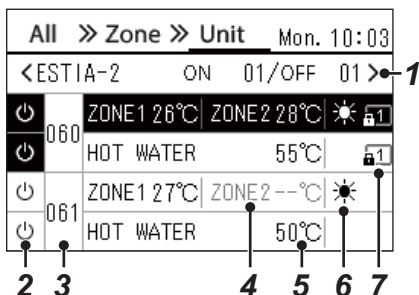 All ≫ Zone ≫ Unit Mon. 10:03
<ESTIA-2 ON 01/OFF 01> 1
060 ZONE1 26℃ ZONE2 28℃ 1
HOT WATER 55℃ 1
061 ZONE1 27℃ ZONE2 --℃
HOT WATER 50℃
2 3 4 5 6 7